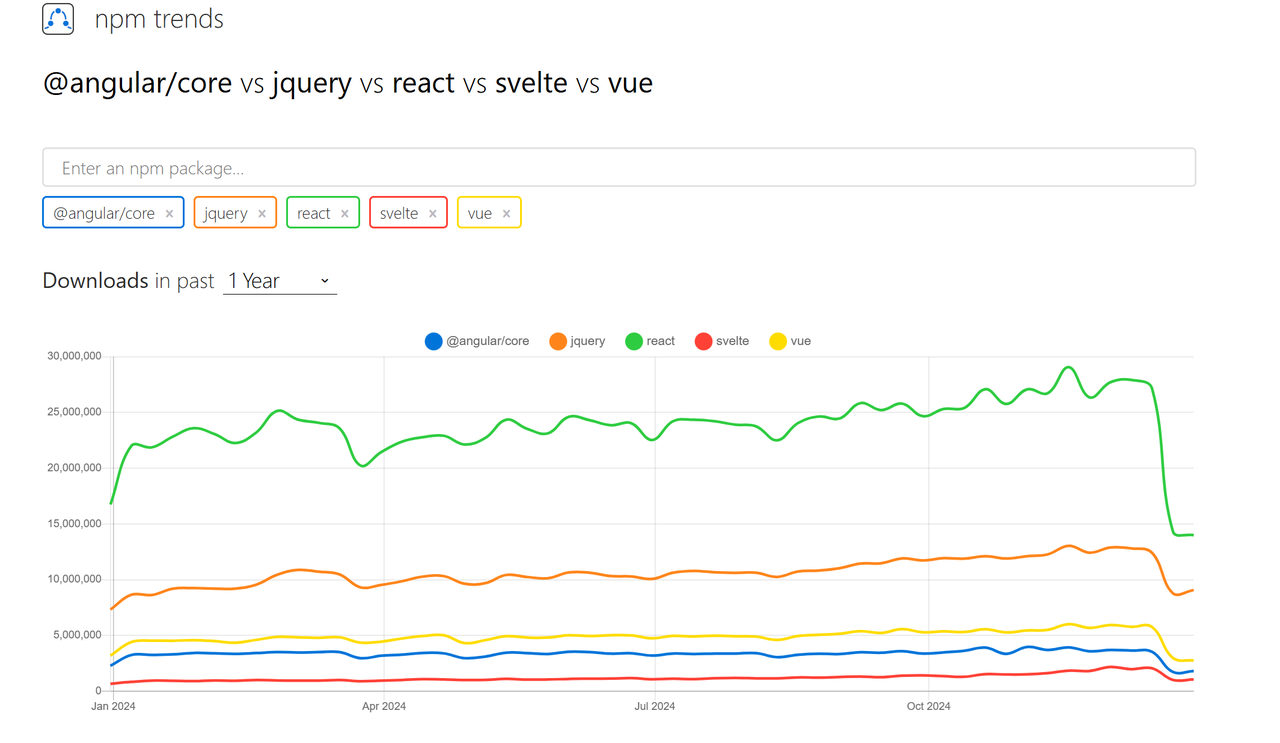 npm trends
@angular/core vs jquery vs react vs svelte vs vue
Enter an npm package...
@angular/core × jquery × react × svelte × vue ×
Downloads in past 1 Year
@angular/core jquery react svelte vue
30,000,000
25,000,000
20,000,000
15,000,000
10,000,000
5,000,000
0
Jan 2024 Apr 2024 Jul 2024 Oct 2024